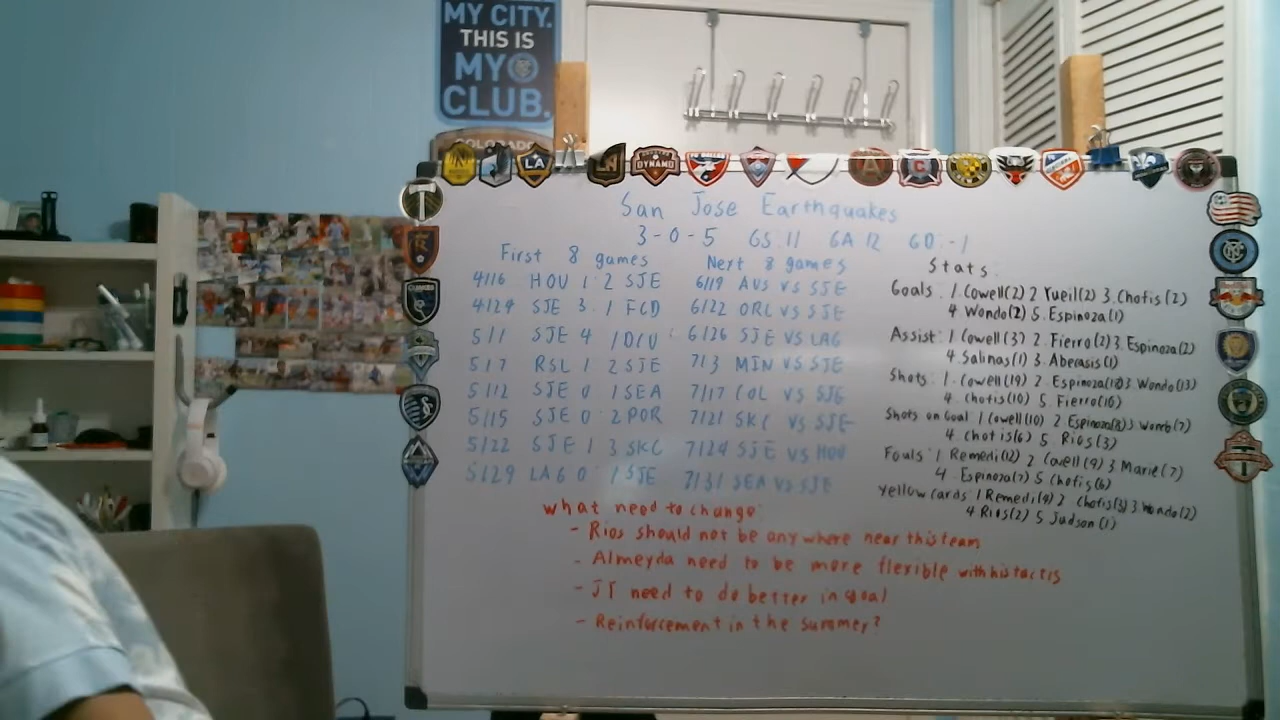 MY CITY.
THIS IS
MY
CLUB.
COLORADO
LA
DYNAMO
San Jose Earthquakes
3-0-5 GS 11 GA 12 GD -1
First 8 games
4/16 HOU 1:2 SJE
4/24 SJE 3:1 FCD
5/1 SJE 4:1 DCU
5/7 RSL 1:2 SJE
5/12 SJE 0:1 SEA
5/15 SJE 0:2 POR
5/22 SJE 1:3 SKC
5/29 LAG 0:1 SJE
Next 8 games
6/19 AUS VS SJE
6/22 ORL VS SJE
6/26 SJE VS LAG
7/3 MIN VS SJE
7/17 COL VS SJE
7/21 SKC VS SJE
7/24 SJE VS HOU
7/31 SEA VS SJE
Stats:
Goals: 1. Cowell(2) 2 Yueil(2) 3.Chofis(2)
4 Wondo(2) 5. Espinoza(1)
Assist: 1 Cowell(3) 2. Fierro(2) 3 Espinoza(2)
4. Salinas(1) 3. Abecasis(1)
Shots: 1. Cowell(19) 2. Espinoza 3 Wondo(13)
4. Chofis(10) 5. Fierro(10)
Shots on Goal 1 Cowell(10) 2 Espinoza(8) 3 Wondo(7)
4. Chofis(6) 5 Rios(3)
Fouls: 1 Remedi(12) 2 Cowell(9) 3 Marie(7)
4 Espinoza(7) 5 Chofis(6)
Yellow cards 1 Remedi(4) 2 Chofis(3) 3 Wondo(2)
4 Rios(2) 5 Judson(1)
What need to change:
- Rios should not be any where near this team
- Almeyda need to be more flexible with his tactis
- JT need to do better in goal
- Reinforcement in the summer?